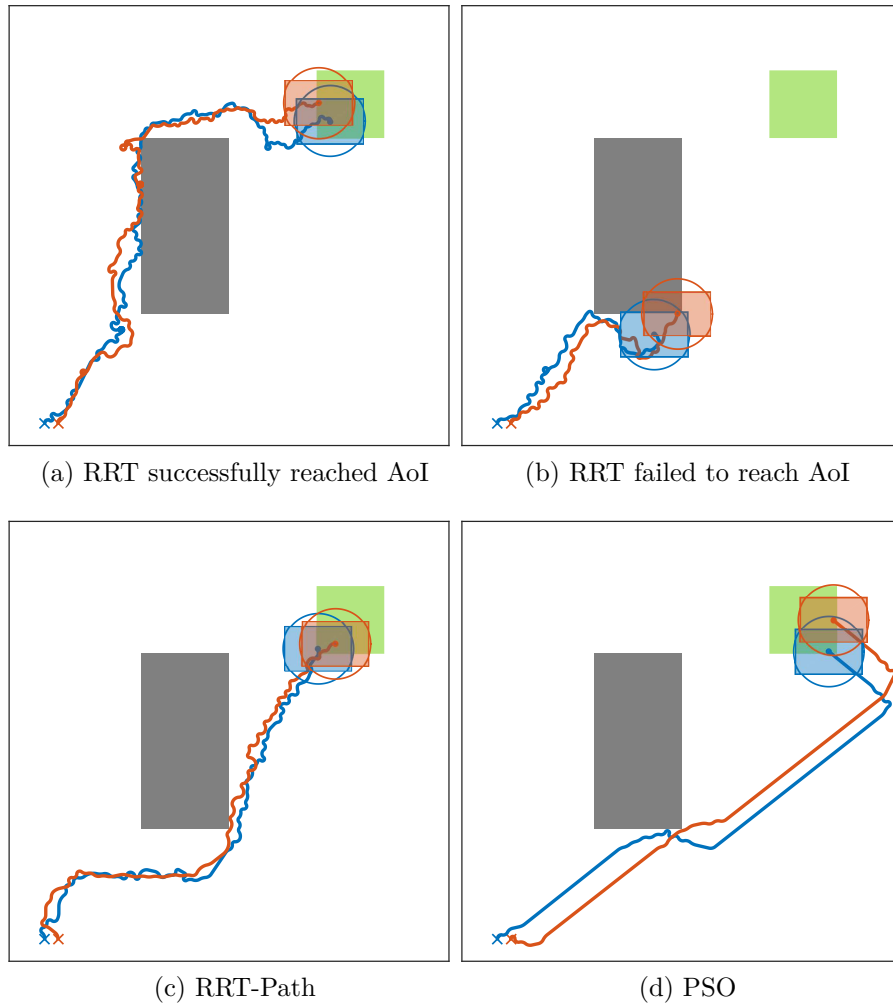 (a) RRT successfully reached AoI
(b) RRT failed to reach AoI
(c) RRT-Path
(d) PSO